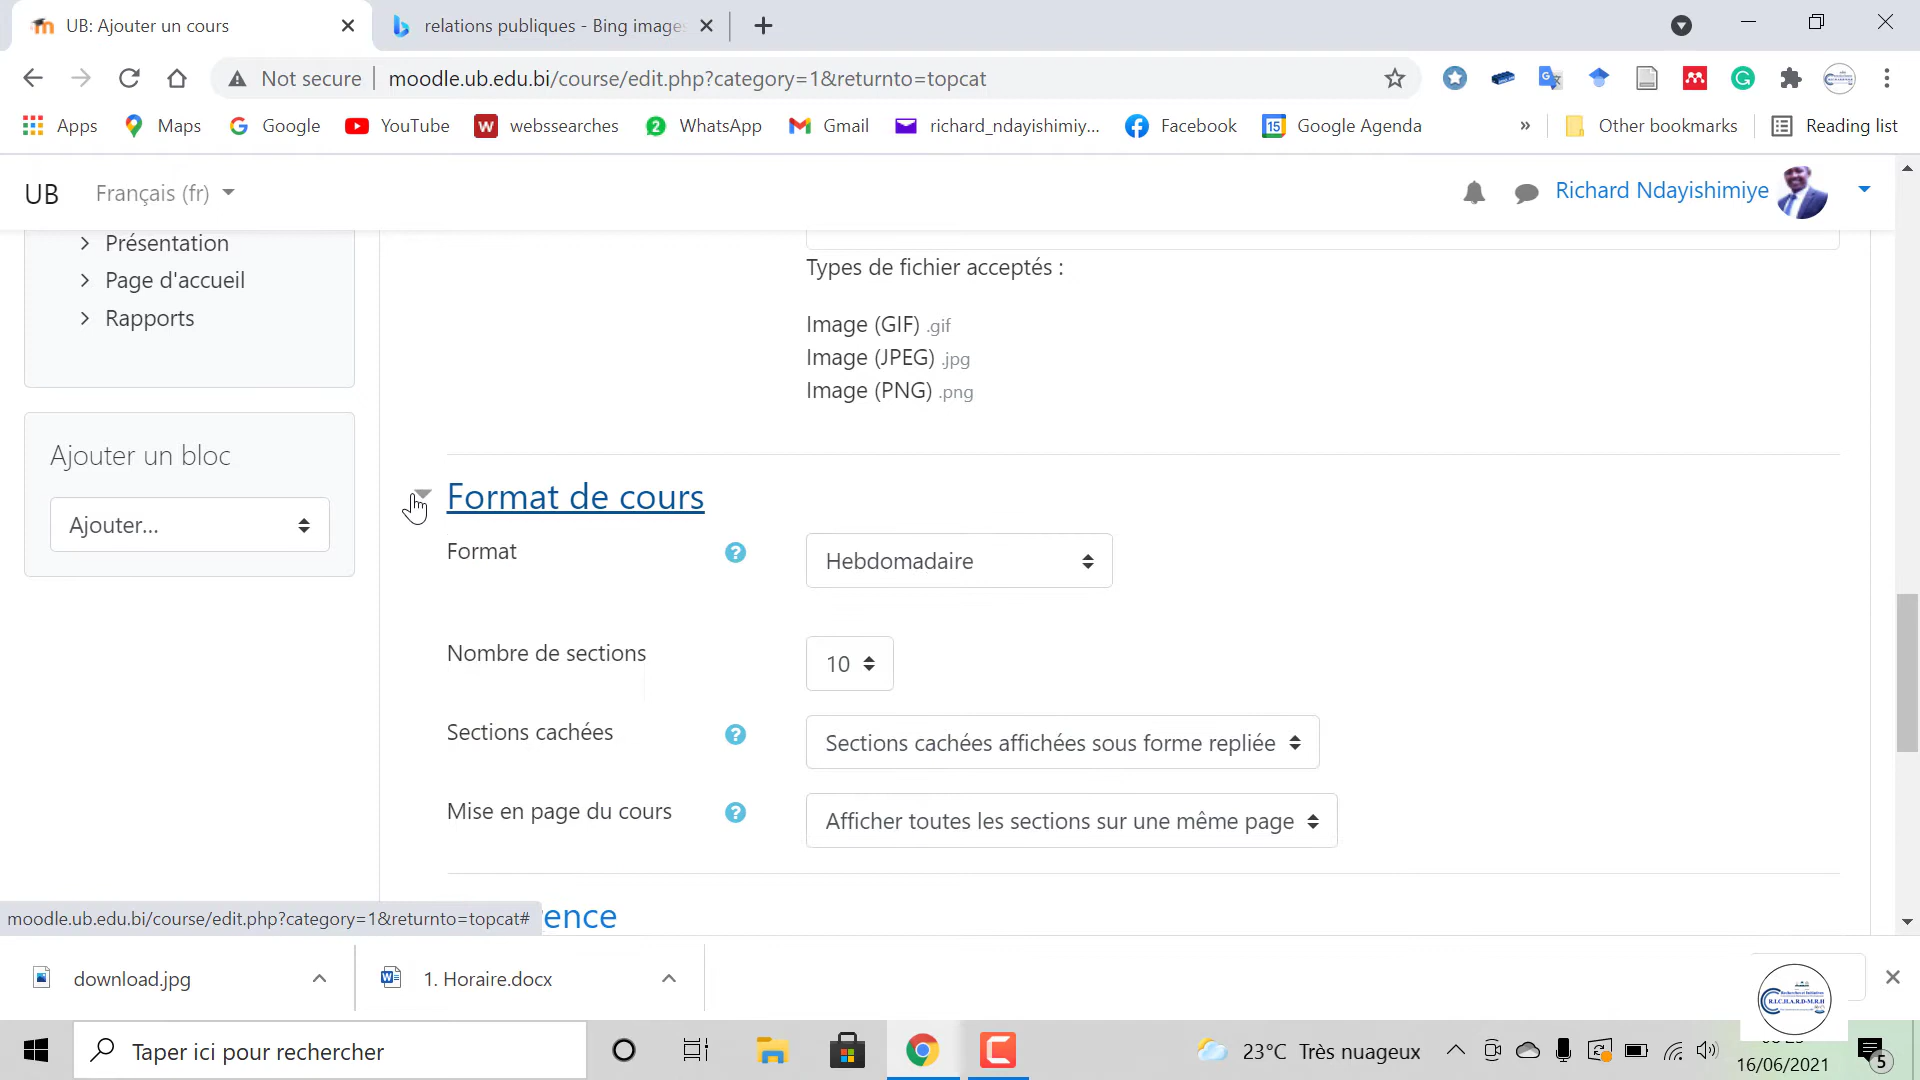 UB: Ajouter un cours
relations publiques - Bing images
Not secure
moodle.ub.edu.bi/course/edit.php?category=1&returnto=topcat
Apps
Maps
Google
YouTube
W
webssearches
2
WhatsApp
Gmail
richard_ndayishimiy...
Facebook
15
Google Agenda
»
Other bookmarks
Reading list
UB
Français (fr)
Richard Ndayishimiye
Présentation
Page d'accueil
Rapports
Types de fichier acceptés :
Image (GIF) .gif
Image (JPEG) .jpg
Image (PNG) .png
Ajouter un bloc
Ajouter...
Format de cours
Format
?
Hebdomadaire
Nombre de sections
10
Sections cachées
?
Sections cachées affichées sous forme repliée
Mise en page du cours
?
Afficher toutes les sections sur une même page
moodle.ub.edu.bi/course/edit.php?category=1&returnto=topcat#
ence
download.jpg
1. Horaire.docx
R.I.C.H.A.R.D-M.R.H
Taper ici pour rechercher
23°C Très nuageux
16/06/2021
5